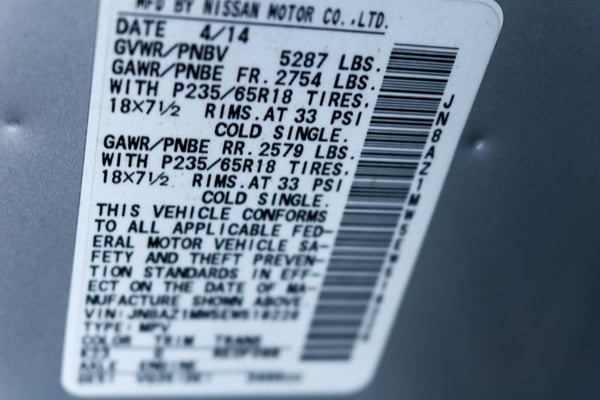 MFD BY NISSAN MOTOR CO.,LTD.
DATE 4/14
GVWR/PNBV 5287 LBS.
GAWR/PNBE FR. 2754 LBS.
WITH P235/65R18 TIRES,
18×7½ RIMS.AT 33 PSI
COLD SINGLE.
GAWR/PNBE RR. 2579 LBS.
WITH P235/65R18 TIRES,
18×7½ RIMS.AT 33 PSI
COLD SINGLE.
THIS VEHICLE CONFORMS
TO ALL APPLICABLE FED-
ERAL MOTOR VEHICLE SA-
FETY AND THEFT PREVEN-
TION STANDARDS IN EFF-
ECT ON THE DATE OF MA-
NUFACTURE SHOWN ABOVE.
VIN:
TYPE: MPV
COLOR TRIM TRANS
K23
AXLE ENGINE